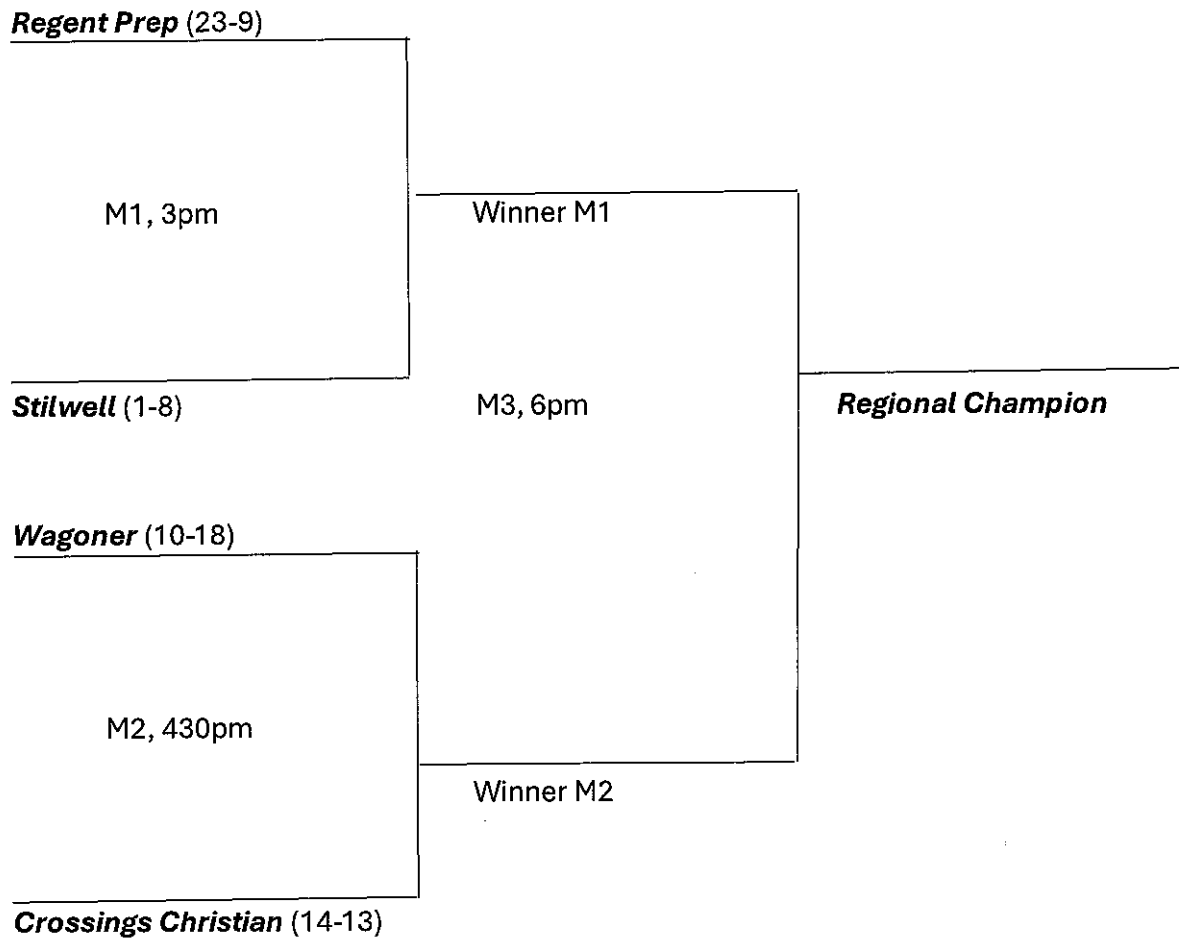 Regent Prep (23-9)
M1, 3pm
Winner M1
Stilwell (1-8)
M3, 6pm
Regional Champion
Wagoner (10-18)
M2, 430pm
Winner M2
Crossings Christian (14-13)